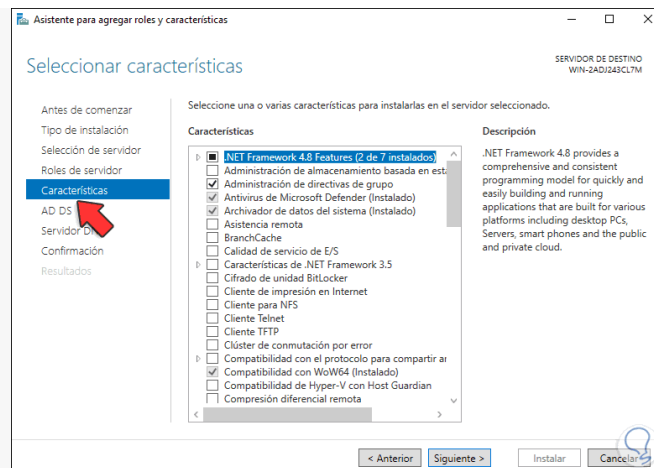 Asistente para agregar roles y características
Seleccionar características
SERVIDOR DE DESTINO
WIN-2ADJ243CL7M
Antes de comenzar
Tipo de instalación
Selección de servidor
Roles de servidor
Características
AD DS
Servidor
Confirmación
Resultados
Seleccione una o varias características para instalarlas en el servidor seleccionado.
Características
.NET Framework 4.8 Features (2 de 7 instalados)
Administración de almacenamiento basada en est
Administración de directivas de grupo
Antivirus de Microsoft Defender (Instalado)
Archivador de datos del sistema (Instalado)
Asistencia remota
BranchCache
Calidad de servicio de E/S
Características de .NET Framework 3.5
Cifrado de unidad BitLocker
Cliente de impresión en Internet
Cliente para NFS
Cliente Telnet
Cliente TFTP
Clúster de conmutación por error
Compatibilidad con el protocolo para compartir ar
Compatibilidad con WoW64 (Instalado)
Compatibilidad de Hyper-V con Host Guardian
Compresión diferencial remota
Descripción
.NET Framework 4.8 provides a
comprehensive and consistent
programming model for quickly and
easily building and running
applications that are built for various
platforms including desktop PCs,
Servers, smart phones and the public
and private cloud.
< Anterior
Siguiente >
Instalar
Cancelar